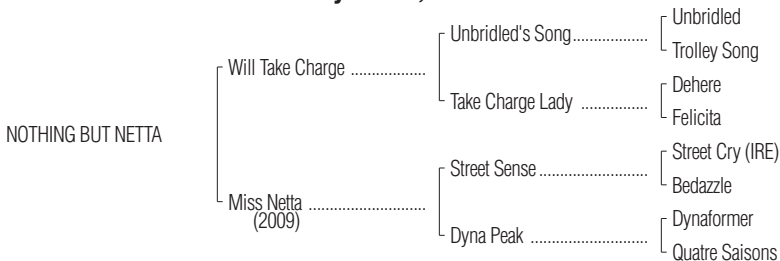 Unbridled
Unbridled's Song..................
Trolley Song
Will Take Charge ..................
Dehere
Take Charge Lady ................
Felicita
NOTHING BUT NETTA
Street Cry (IRE)
Street Sense..........................
Bedazzle
Miss Netta ............................
(2009)
Dynaformer
Dyna Peak ............................
Quatre Saisons